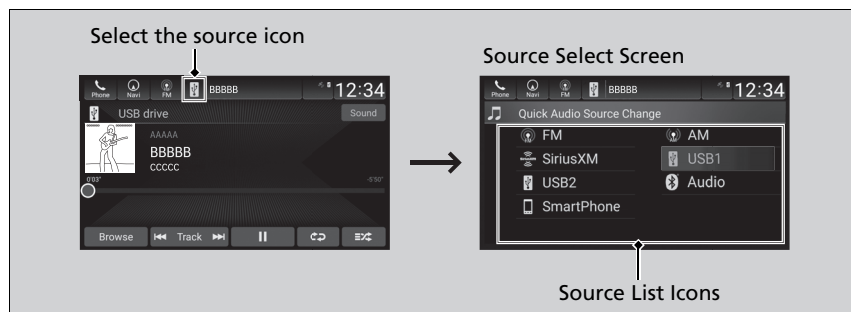 Select the source icon
Phone Navi FM BBBBB 12:34
USB drive Sound
AAAAA
BBBBB
CCCCC
0'03" -5'50"
Browse Track
Source Select Screen
Phone Navi FM BBBBB 12:34
Quick Audio Source Change
FM AM
SiriusXM USB1
USB2 Audio
SmartPhone
Source List Icons